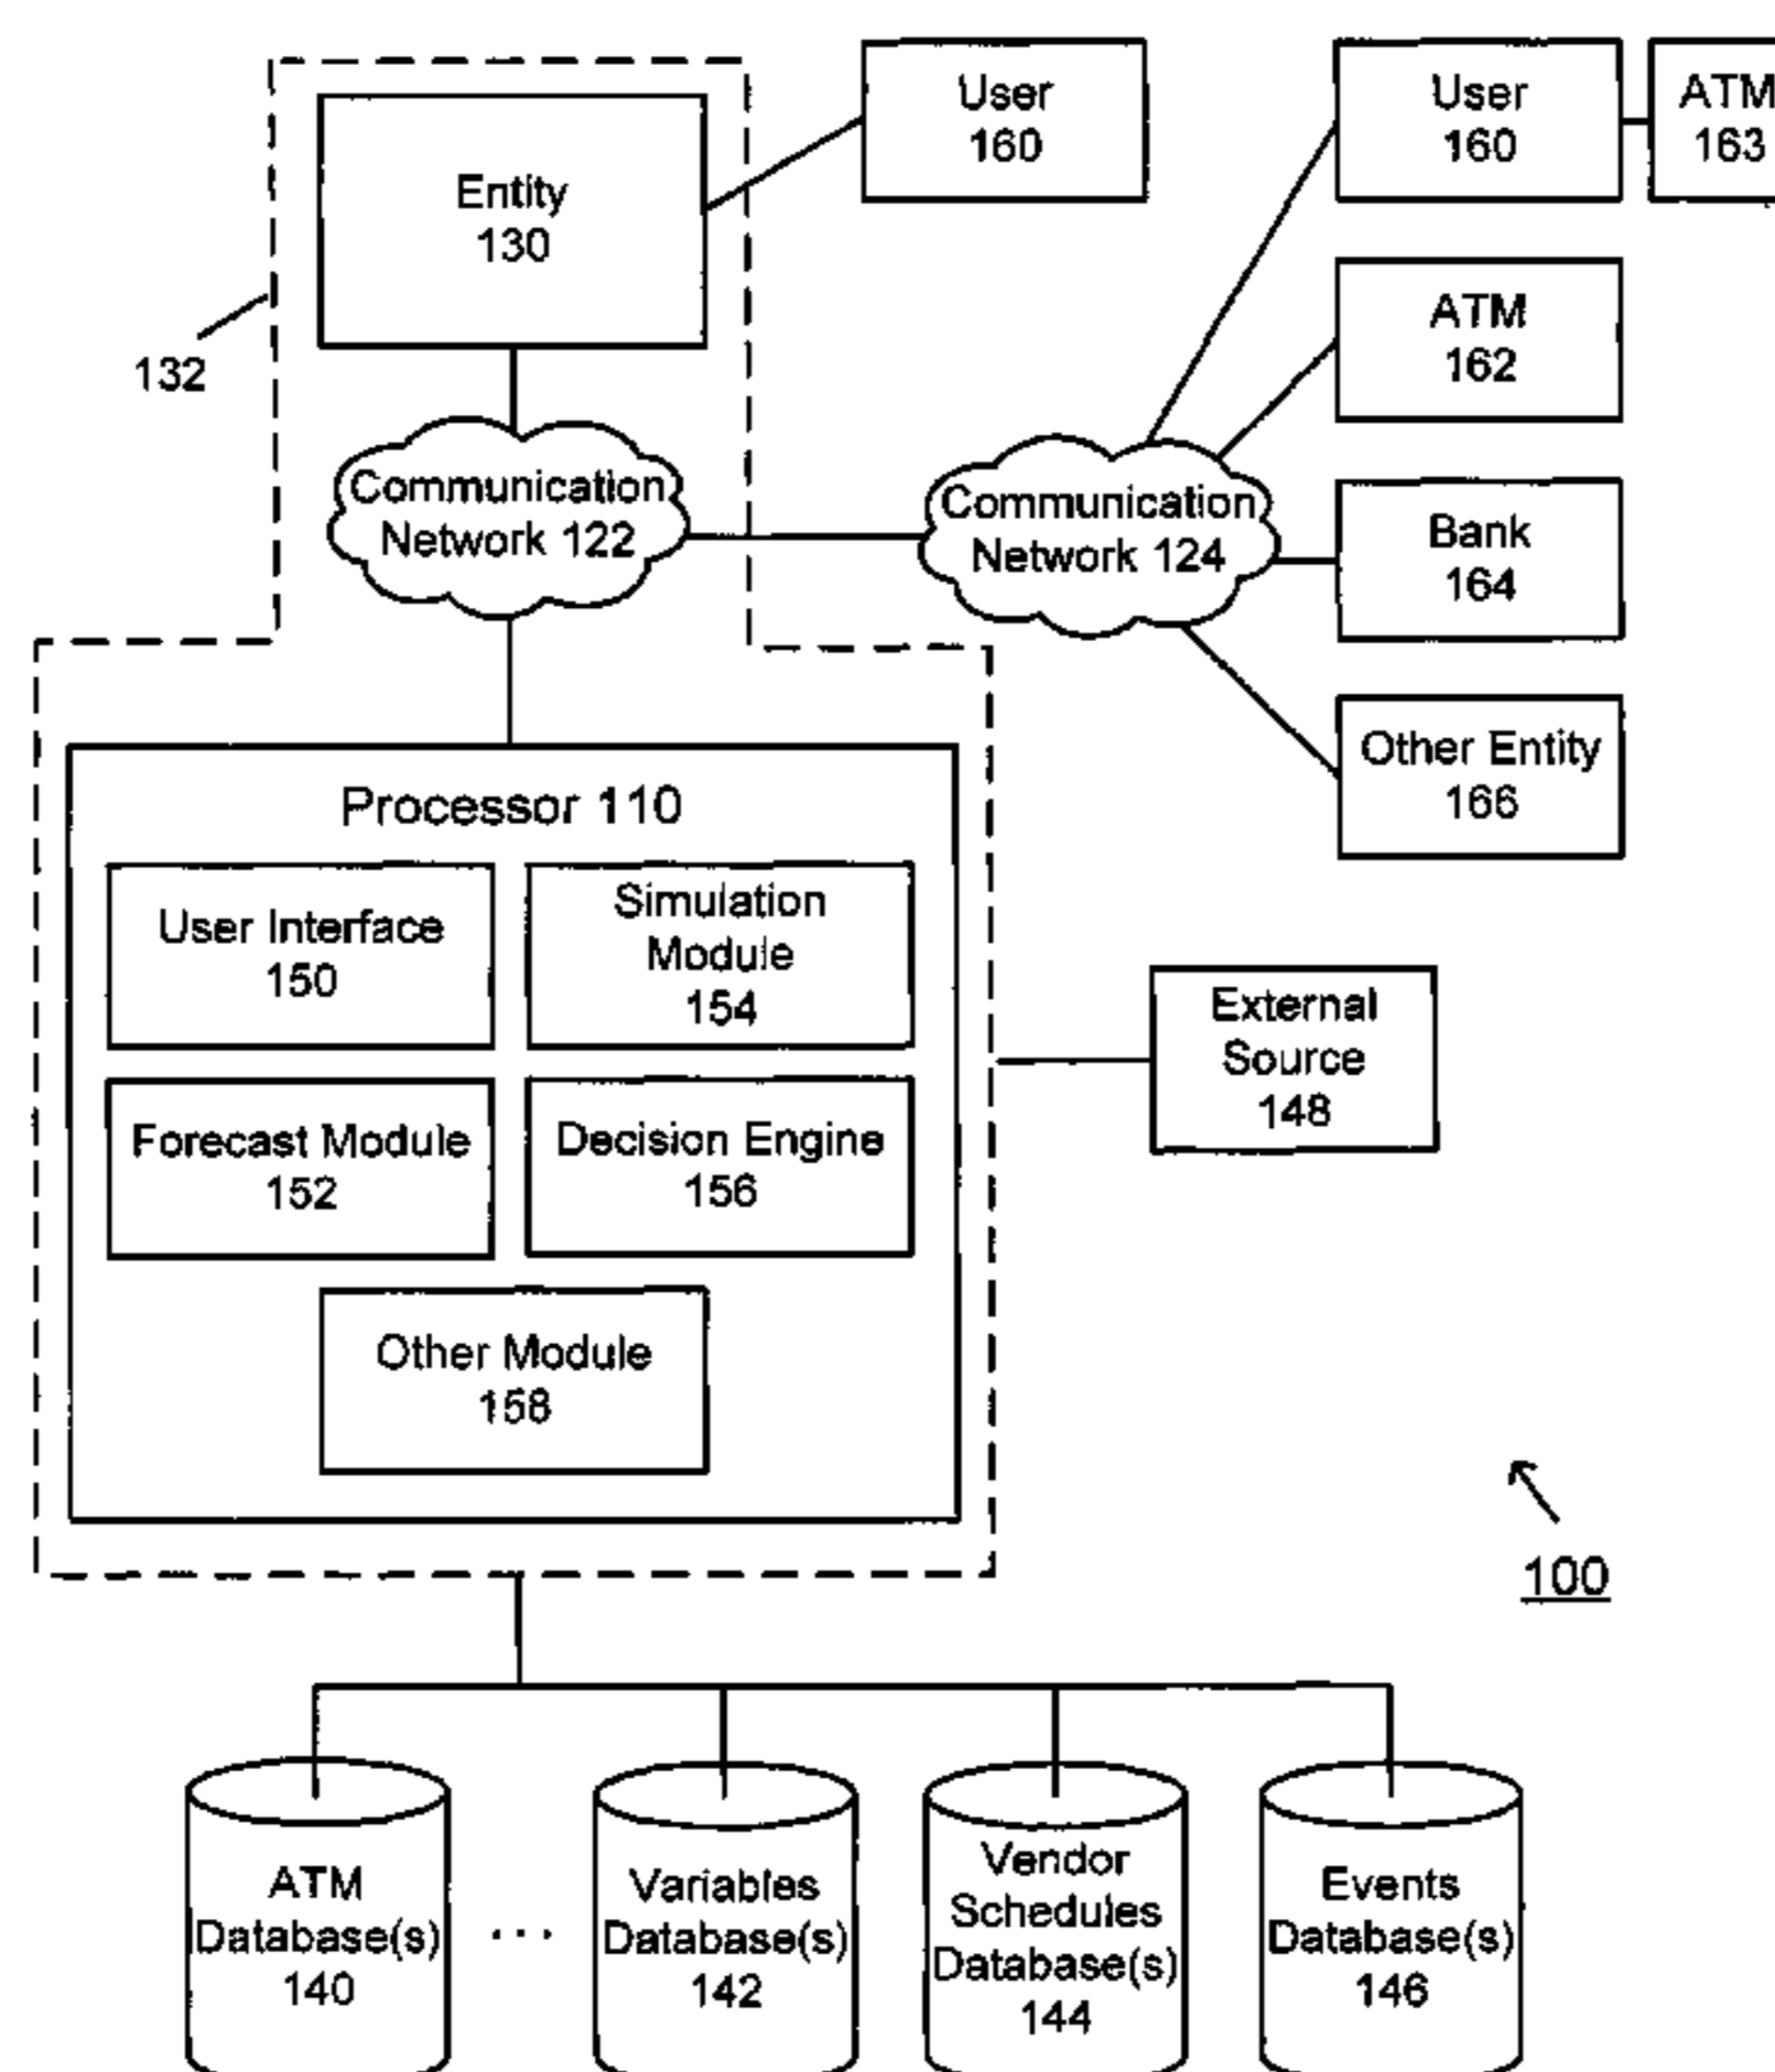 User
160
User
160
ATM
163
Entity
130
ATM
162
132
Communication
Network 122
Communication
Network 124
Bank
164
Other Entity
166
Processor 110
User Interface
150
Simulation
Module
154
External
Source
148
Forecast Module
152
Decision Engine
156
Other Module
158
100
ATM
Database(s)
140
...
Variables
Database(s)
142
Vendor
Schedules
Database(s)
144
Events
Database(s)
146